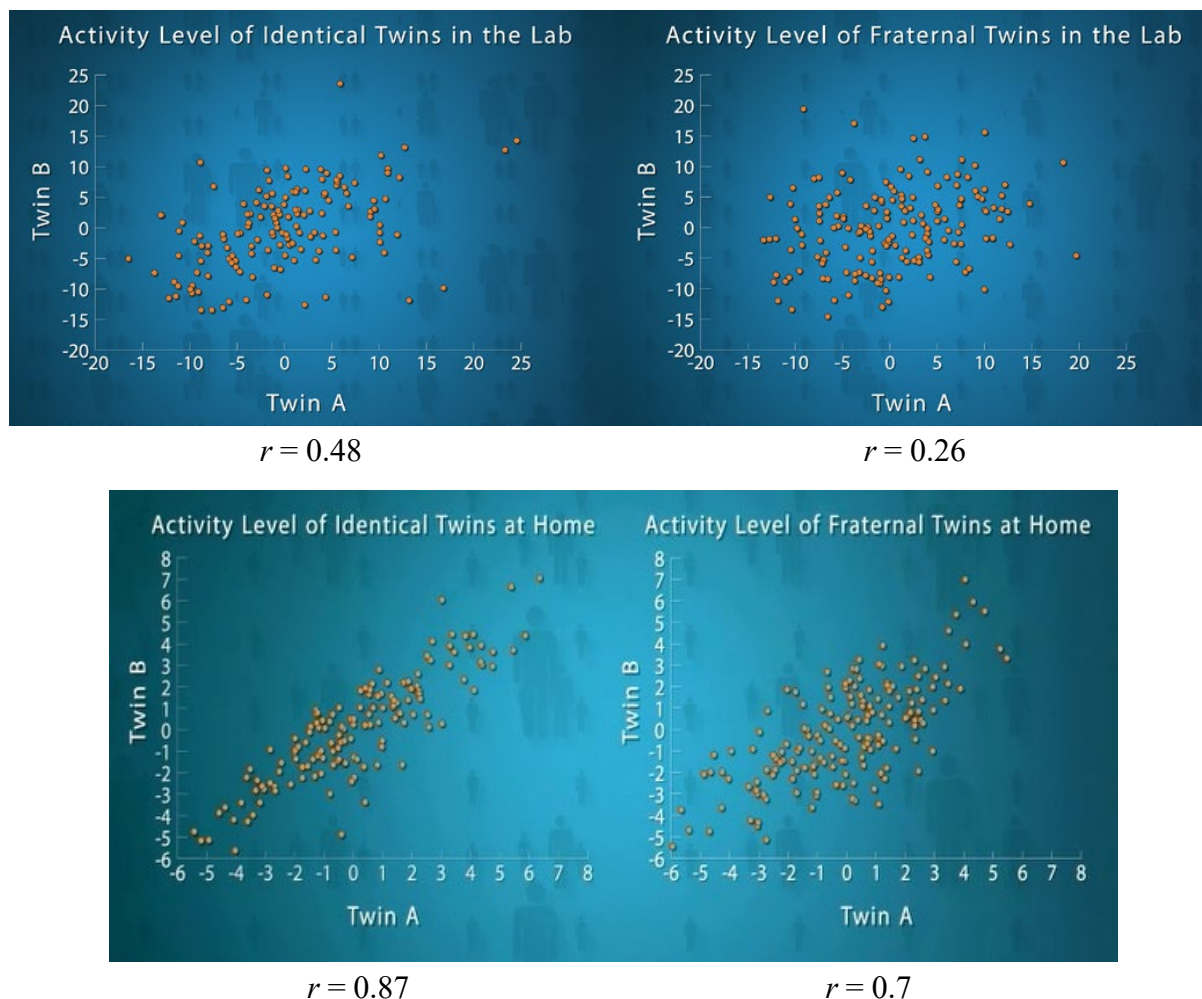 Activity Level of Identical Twins in the Lab
25
20
15
10
5
0
-5
-10
-15
-20
Twin B
-20 -15 -10 -5 0 5 10 15 20 25
Twin A
r = 0.48
Activity Level of Fraternal Twins in the Lab
25
20
15
10
5
0
-5
-10
-15
-20
Twin B
-20 -15 -10 -5 0 5 10 15 20 25
Twin A
r = 0.26
Activity Level of Identical Twins at Home
8
7
6
5
4
3
2
1
0
-1
-2
-3
-4
-5
-6
Twin B
-6 -5 -4 -3 -2 -1 0 1 2 3 4 5 6 7 8
Twin A
r = 0.87
Activity Level of Fraternal Twins at Home
8
7
6
5
4
3
2
1
0
-1
-2
-3
-4
-5
-6
Twin B
-6 -5 -4 -3 -2 -1 0 1 2 3 4 5 6 7 8
Twin A
r = 0.7